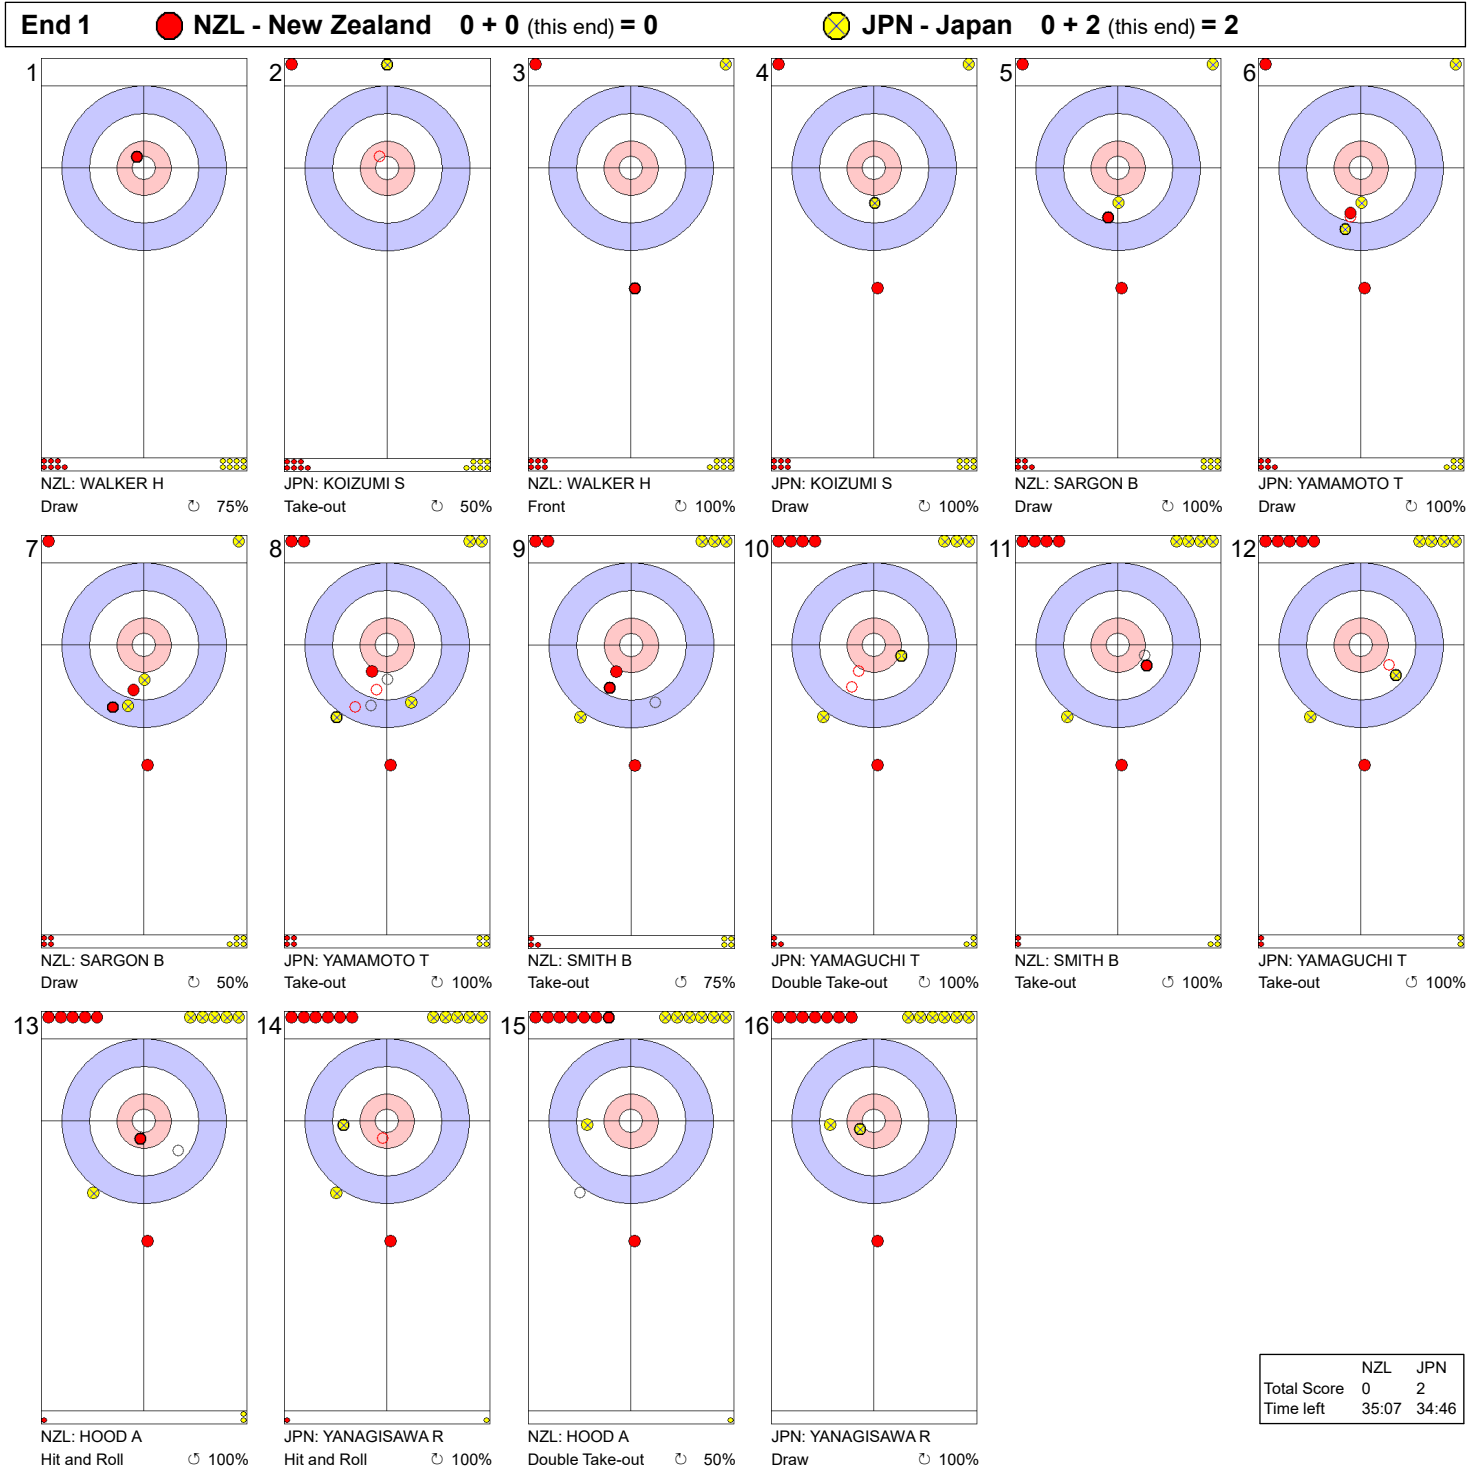 End 1 NZL - New Zealand 0 + 0 (this end) = 0 JPN - Japan 0 + 2 (this end) = 2
1 2 3 4 5 6
NZL: WALKER H JPN: KOIZUMI S NZL: WALKER H JPN: KOIZUMI S NZL: SARGON B JPN: YAMAMOTO T
Draw ↻ 75% Take-out ↻ 50% Front ↻ 100% Draw ↻ 100% Draw ↻ 100% Draw ↻ 100%
7 8 9 10 11 12
NZL: SARGON B JPN: YAMAMOTO T NZL: SMITH B JPN: YAMAGUCHI T NZL: SMITH B JPN: YAMAGUCHI T
Draw ↻ 50% Take-out ↻ 100% Take-out ↺ 75% Double Take-out ↻ 100% Take-out ↺ 100% Take-out ↺ 100%
13 14 15 16
NZL: HOOD A JPN: YANAGISAWA R NZL: HOOD A JPN: YANAGISAWA R
Hit and Roll ↺ 100% Hit and Roll ↺ 100% Double Take-out ↻ 50% Draw ↻ 100%
NZL JPN
Total Score 0 2
Time left 35:07 34:46